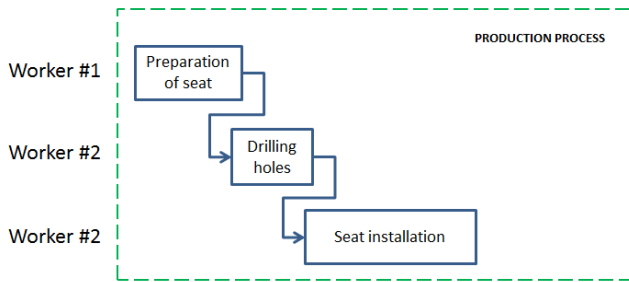 PRODUCTION PROCESS
Worker #1
Preparation
of seat
Worker #2
Drilling
holes
Worker #2
Seat installation